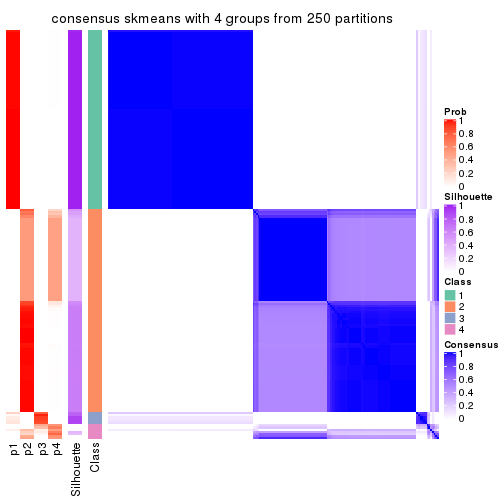 consensus skmeans with 4 groups from 250 partitions
Prob
1
0.8
0.6
0.4
0.2
0
Silhouette
1
0.8
0.6
0.4
0.2
0
Class
1
2
3
4
Consensus
1
0.8
0.6
0.4
0.2
0
p1
p2
p3
p4
Silhouette
Class